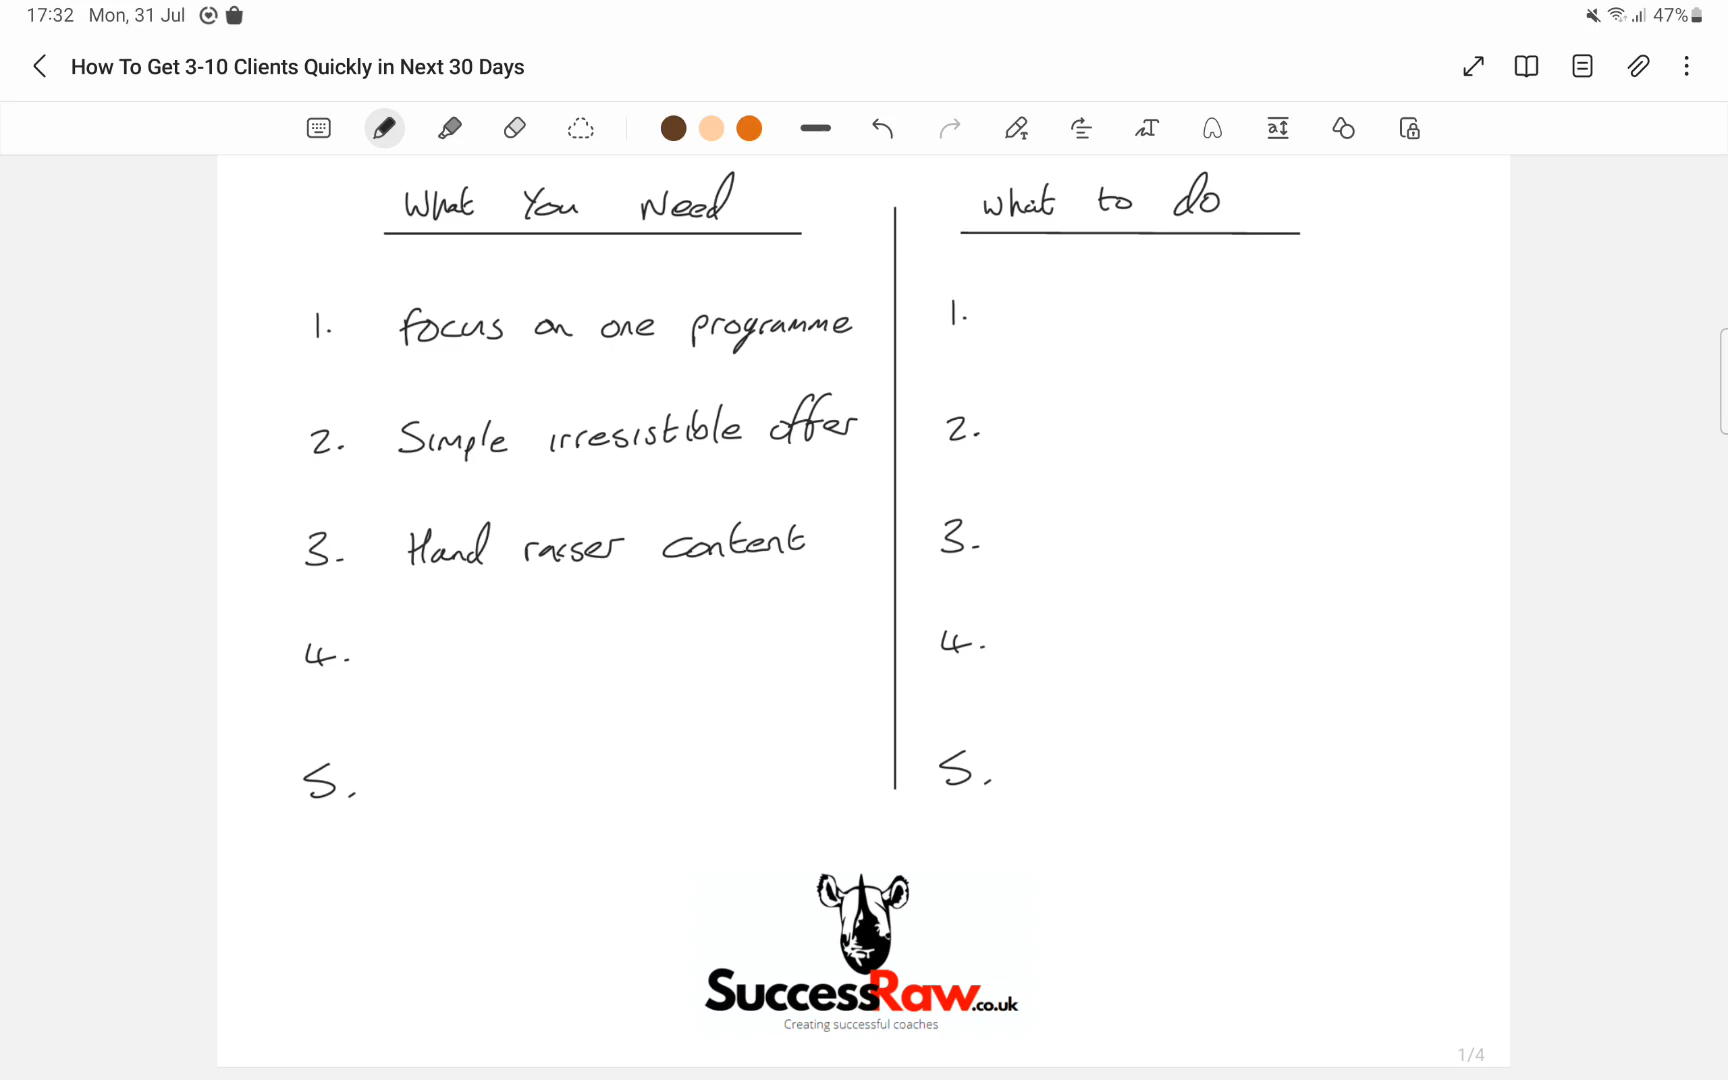 17:32 Mon, 31 Jul 47%
How To Get 3-10 Clients Quickly in Next 30 Days
What You Need
1. focus on one programme
2. Simple irresistible offer
3. Hand raiser content
4.
5.
what to do
1.
2.
3.
4.
5.
SuccessRaw.co.uk
Creating successful coaches
1/4